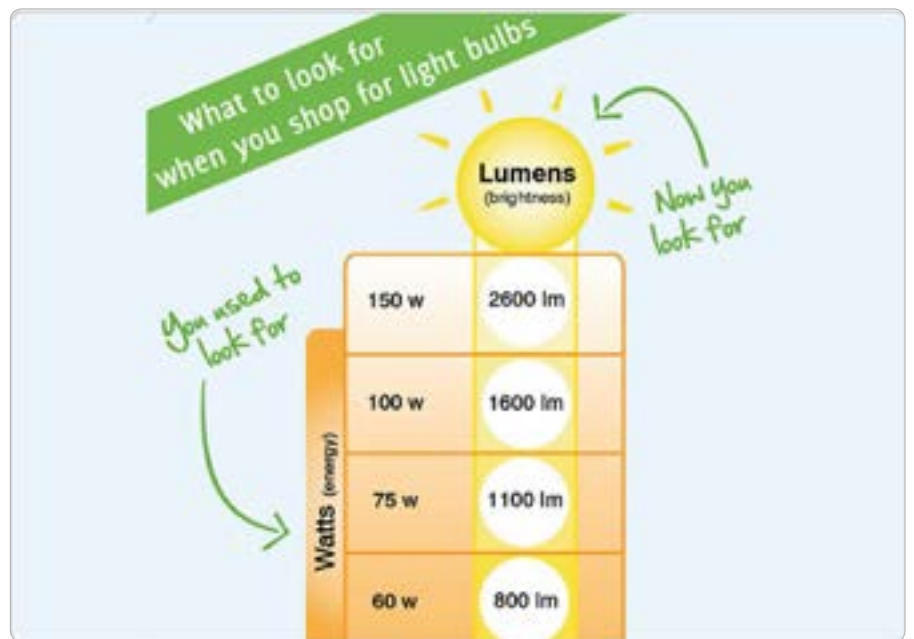 What to look for
when you shop for light bulbs
Lumens
(brightness)
Now you
look for
You used to
look for
150 w 2600 lm
100 w 1600 lm
75 w 1100 lm
60 w 800 lm
Watts (energy)